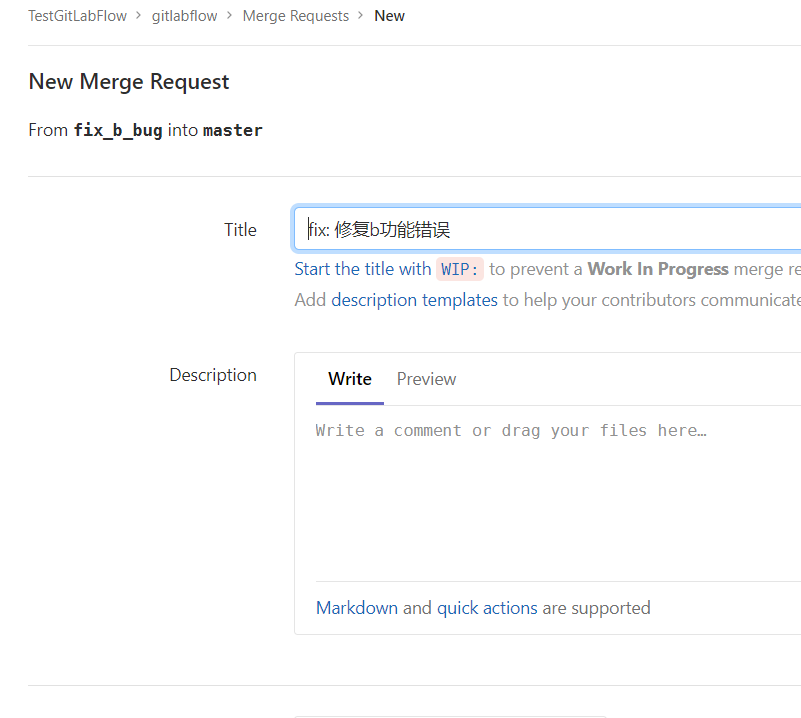 TestGitLabFlow > gitlabflow > Merge Requests > New
New Merge Request
From fix_b_bug into master
Title
fix: 修复b功能错误
Start the title with WIP: to prevent a Work In Progress merge re
Add description templates to help your contributors communicate
Description
Write Preview
Write a comment or drag your files here…
Markdown and quick actions are supported